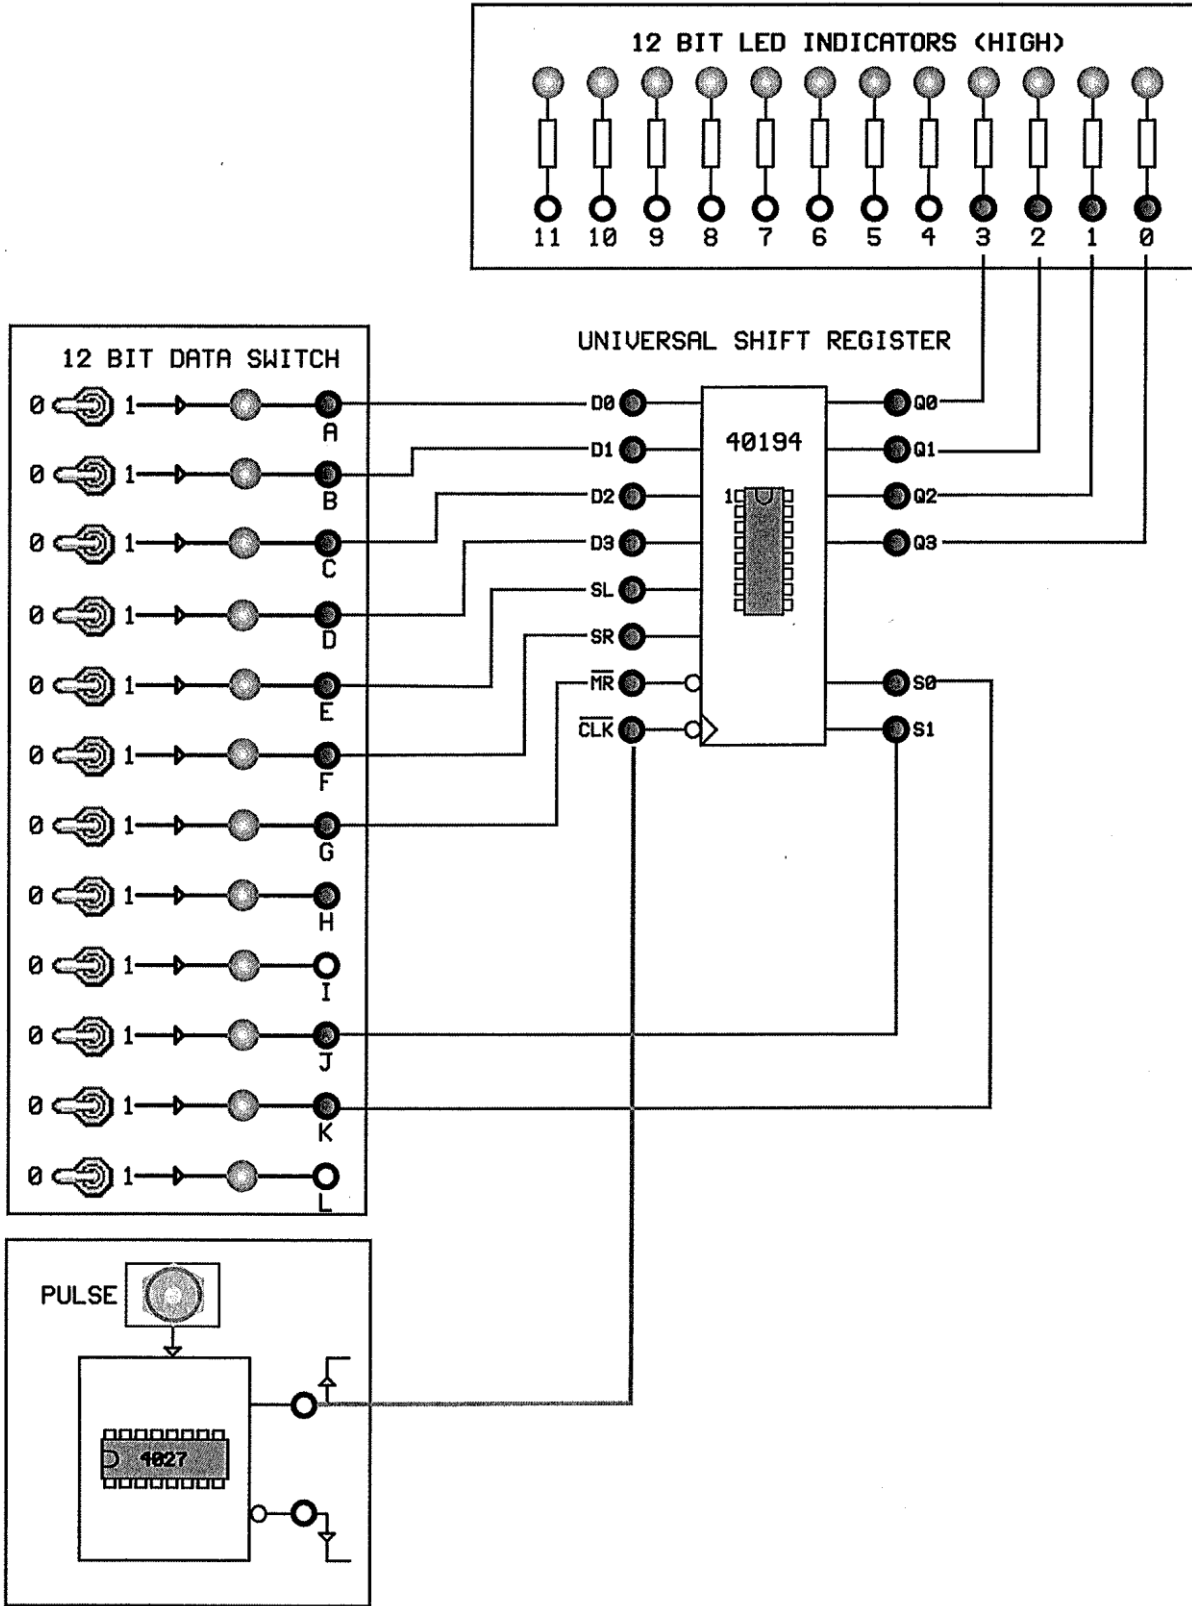 12 BIT LED INDICATORS (HIGH)
11 10 9 8 7 6 5 4 3 2 1 0
UNIVERSAL SHIFT REGISTER
12 BIT DATA SWITCH
0 1 A
0 1 B
0 1 C
0 1 D
0 1 E
0 1 F
0 1 G
0 1 H
0 1 I
0 1 J
0 1 K
0 1 L
D0
D1
D2
D3
SL
SR
M̅R̅
C̅L̅K̅
40194
1
Q0
Q1
Q2
Q3
S0
S1
PULSE
4027